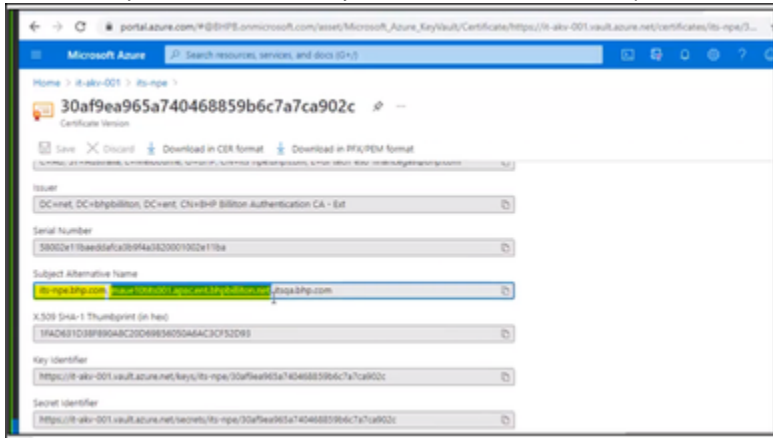 portal.azure.com/#@BHPB.onmicrosoft.com/asset/Microsoft_Azure_KeyVault/Certificate/https://it-akv-001.vault.azure.net/certificates/its-npe/3...
Microsoft Azure
Search resources, services, and docs (G+/)
Home > it-akv-001 > its-npe >
30af9ea965a740468859b6c7a7ca902c
Certificate Version
Save Discard Download in CER format Download in PFX/PEM format
Issuer
DC=net, DC=bhpbilliton, DC=ent, CN=BHP Billiton Authentication CA - Ext
Serial Number
Subject Alternative Name
its-npe.bhp.com, itsqa.bhp.com
X.509 SHA-1 Thumbprint (in hex)
Key Identifier
https://it-akv-001.vault.azure.net/keys/its-npe/30af9ea965a740468859b6c7a7ca902c
Secret Identifier
https://it-akv-001.vault.azure.net/secrets/its-npe/30af9ea965a740468859b6c7a7ca902c